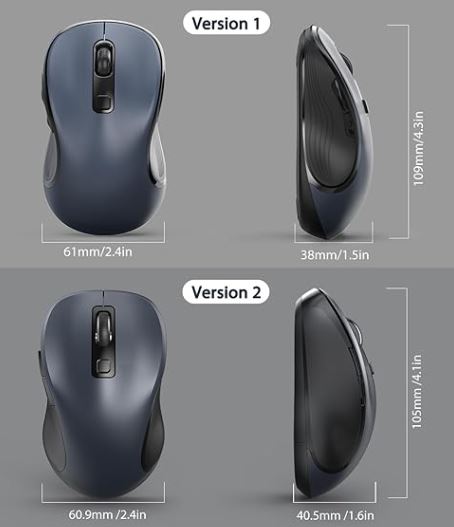 Version 1
109mm/4.3in
61mm/2.4in
38mm/1.5in
Version 2
105mm /4.1in
60.9mm /2.4in
40.5mm /1.6in